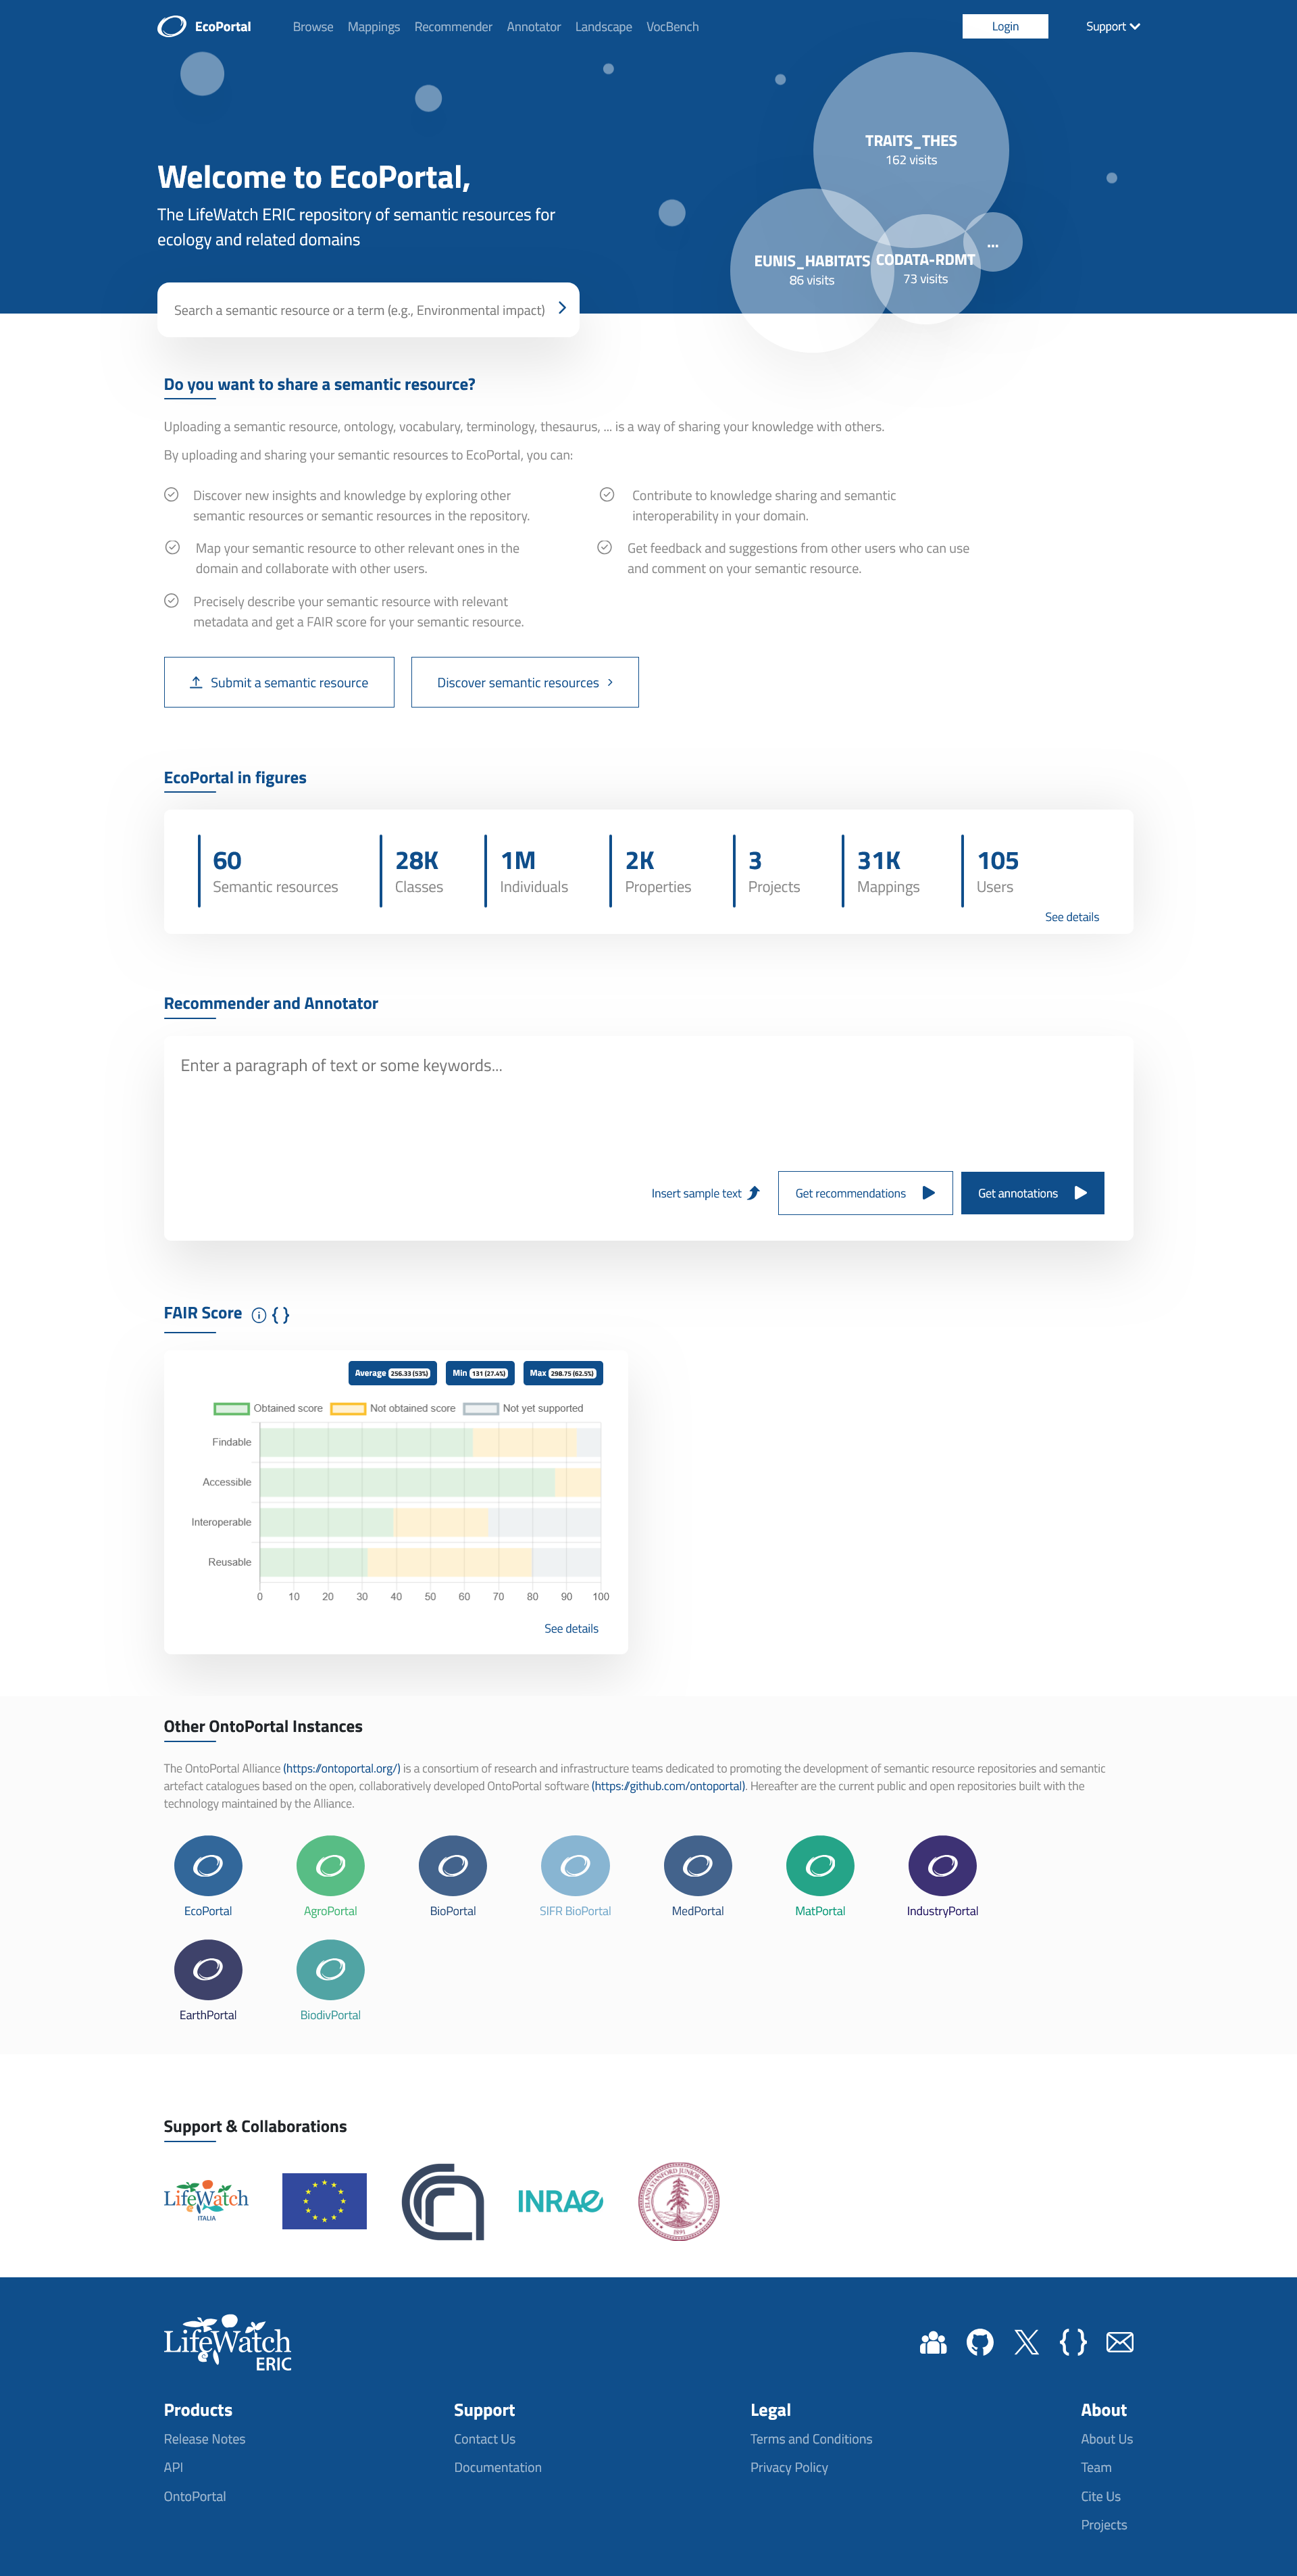 EcoPortal
Browse Mappings Recommender Annotator Landscape VocBench
Login
Support
TRAITS_THES
162 visits
Welcome to EcoPortal,
The LifeWatch ERIC repository of semantic resources for
ecology and related domains
...
EUNIS_HABITATS
86 visits
CODATA-RDMT
73 visits
Search a semantic resource or a term (e.g., Environmental impact)
Do you want to share a semantic resource?
Uploading a semantic resource, ontology, vocabulary, terminology, thesaurus, ... is a way of sharing your knowledge with others.
By uploading and sharing your semantic resources to EcoPortal, you can:
Discover new insights and knowledge by exploring other
semantic resources or semantic resources in the repository.
Contribute to knowledge sharing and semantic
interoperability in your domain.
Map your semantic resource to other relevant ones in the
domain and collaborate with other users.
Get feedback and suggestions from other users who can use
and comment on your semantic resource.
Precisely describe your semantic resource with relevant
metadata and get a FAIR score for your semantic resource.
Submit a semantic resource
Discover semantic resources
EcoPortal in figures
60
Semantic resources
28K
Classes
1M
Individuals
2K
Properties
3
Projects
31K
Mappings
105
Users
See details
Recommender and Annotator
Enter a paragraph of text or some keywords...
Insert sample text
Get recommendations
Get annotations
FAIR Score
Average 256.33 (53%)
Min 131 (27.4%)
Max 298.75 (62.5%)
Obtained score Not obtained score Not yet supported
Findable
Accessible
Interoperable
Reusable
0 10 20 30 40 50 60 70 80 90 100
See details
Other OntoPortal Instances
The OntoPortal Alliance (https://ontoportal.org/) is a consortium of research and infrastructure teams dedicated to promoting the development of semantic resource repositories and semantic
artefact catalogues based on the open, collaboratively developed OntoPortal software (https://github.com/ontoportal). Hereafter are the current public and open repositories built with the
technology maintained by the Alliance.
EcoPortal
AgroPortal
BioPortal
SIFR BioPortal
MedPortal
MatPortal
IndustryPortal
EarthPortal
BiodivPortal
Support & Collaborations
LifeWatch
ITALIA
INRAE
LELAND STANFORD JUNIOR UNIVERSITY
1891
LifeWatch
ERIC
Products
Release Notes
API
OntoPortal
Support
Contact Us
Documentation
Legal
Terms and Conditions
Privacy Policy
About
About Us
Team
Cite Us
Projects